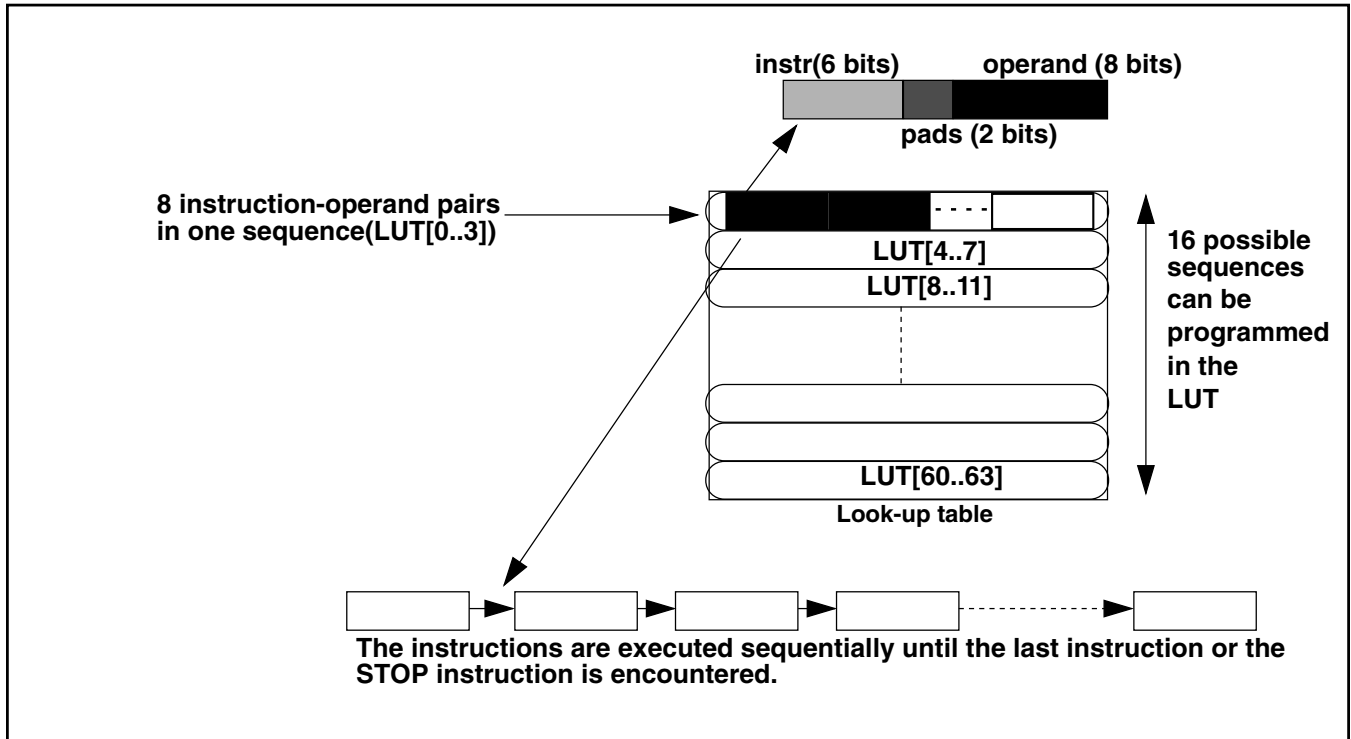 instr(6 bits) operand (8 bits)
pads (2 bits)
8 instruction-operand pairs
in one sequence(LUT[0..3])
LUT[4..7]
LUT[8..11]
16 possible
sequences
can be
programmed
in the
LUT
LUT[60..63]
Look-up table
The instructions are executed sequentially until the last instruction or the
STOP instruction is encountered.